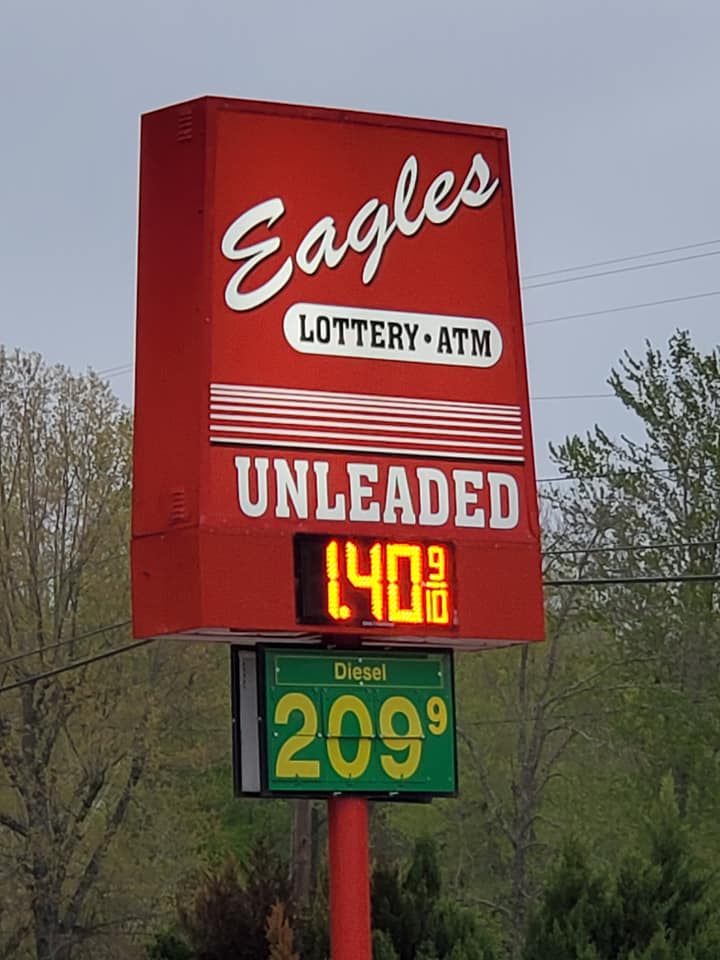 Eagles
LOTTERY • ATM
UNLEADED
1.40 9/10
Diesel
209 9